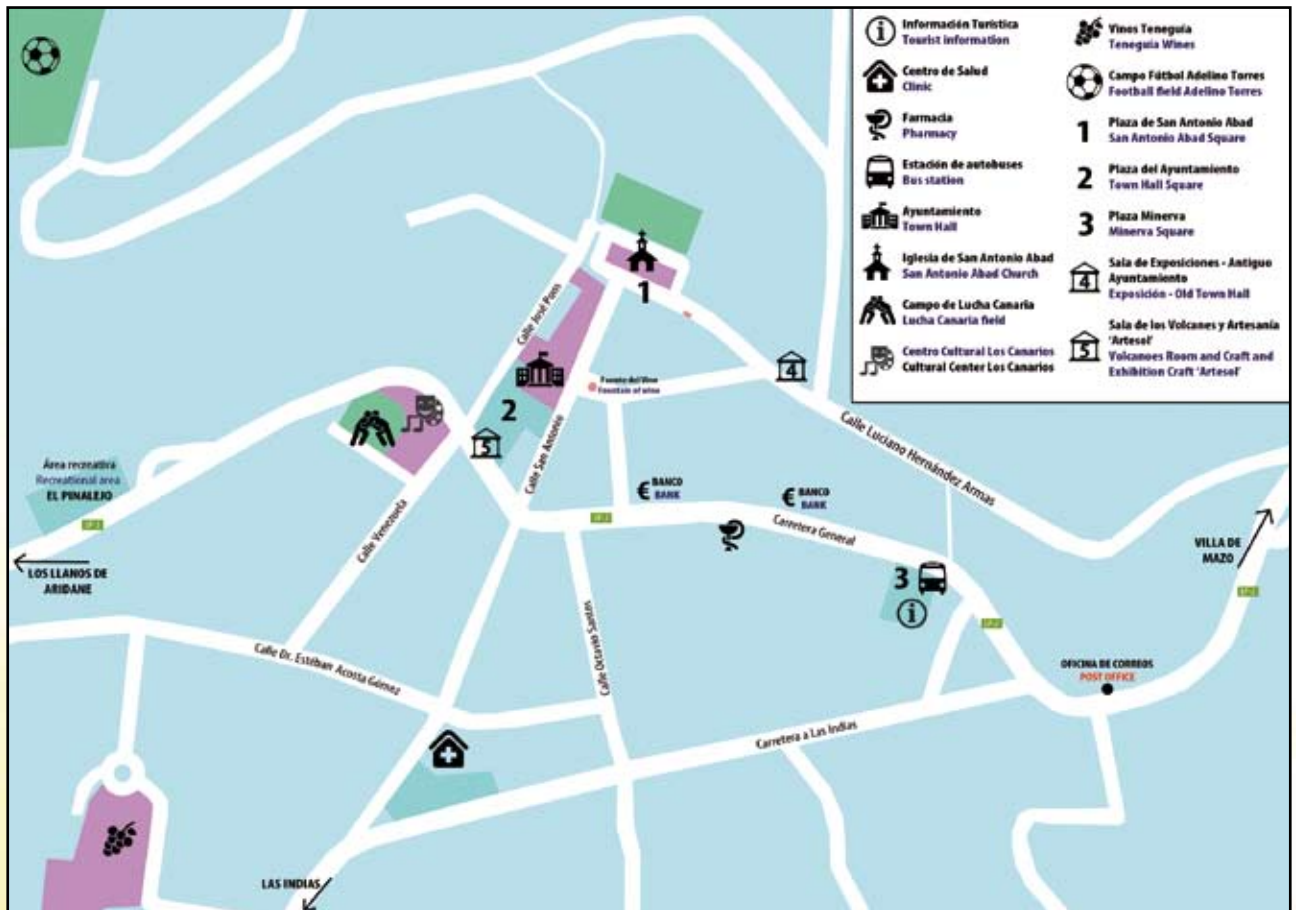 Información Turística
Tourist information
Centro de Salud
Clinic
Farmacia
Pharmacy
Estación de autobuses
Bus station
Ayuntamiento
Town Hall
Iglesia de San Antonio Abad
San Antonio Abad Church
Campo de Lucha Canaria
Lucha Canaria field
Centro Cultural Los Canarios
Cultural Center Los Canarios
Vinos Teneguía
Teneguía Wines
Campo Fútbol Adelino Torres
Football field Adelino Torres
1
Plaza de San Antonio Abad
San Antonio Abad Square
2
Plaza del Ayuntamiento
Town Hall Square
3
Plaza Minerva
Minerva Square
4
Sala de Exposiciones - Antiguo
Ayuntamiento
Exposición - Old Town Hall
5
Sala de los Volcanes y Artesanía
'Artesol'
Volcanoes Room and Craft and
Exhibition Craft 'Artesol'
1
Calle José Pons
4
Fuente del Vino
Fountain of wine
2
5
Calle San Antonio
Calle Luciano Hernández Armas
Área recreativa
Recreational area
EL PINALEJO
€ BANCO
BANK
€ BANCO
BANK
Carretera General
Calle Venezuela
LOS LLANOS DE
ARIDANE
VILLA DE
MAZO
3
Calle Octavio Santos
Calle Dr. Estéban Acosta Gómez
OFICINA DE CORREOS
POST OFFICE
Carretera a Las Indias
LAS INDIAS